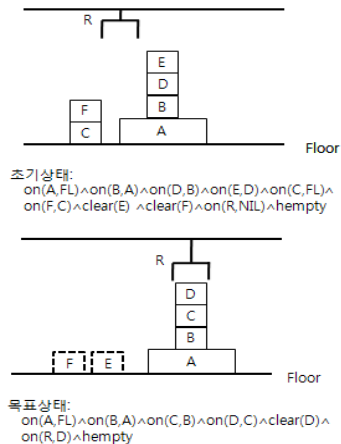 R
E
D
F
B
C
A
Floor
초기상태:
on(A,FL)∧on(B,A)∧on(D,B)∧on(E,D)∧on(C,FL)∧
on(F,C)∧clear(E) ∧clear(F)∧on(R,NIL)∧hempty
R
D
C
B
F E A
Floor
목표상태:
on(A,FL)∧on(B,A)∧on(C,B)∧on(D,C)∧clear(D)∧
on(R,D)∧hempty